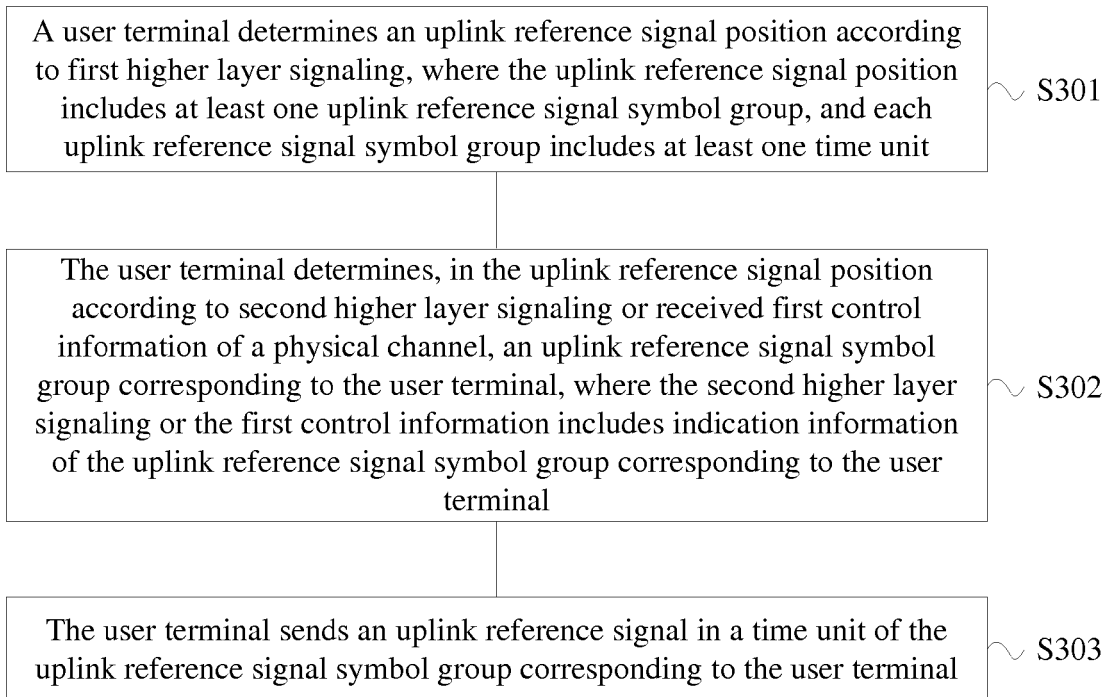 A user terminal determines an uplink reference signal position according
to first higher layer signaling, where the uplink reference signal position
includes at least one uplink reference signal symbol group, and each
uplink reference signal symbol group includes at least one time unit
S301
The user terminal determines, in the uplink reference signal position
according to second higher layer signaling or received first control
information of a physical channel, an uplink reference signal symbol
group corresponding to the user terminal, where the second higher layer
signaling or the first control information includes indication information
of the uplink reference signal symbol group corresponding to the user
terminal
S302
The user terminal sends an uplink reference signal in a time unit of the
uplink reference signal symbol group corresponding to the user terminal
S303